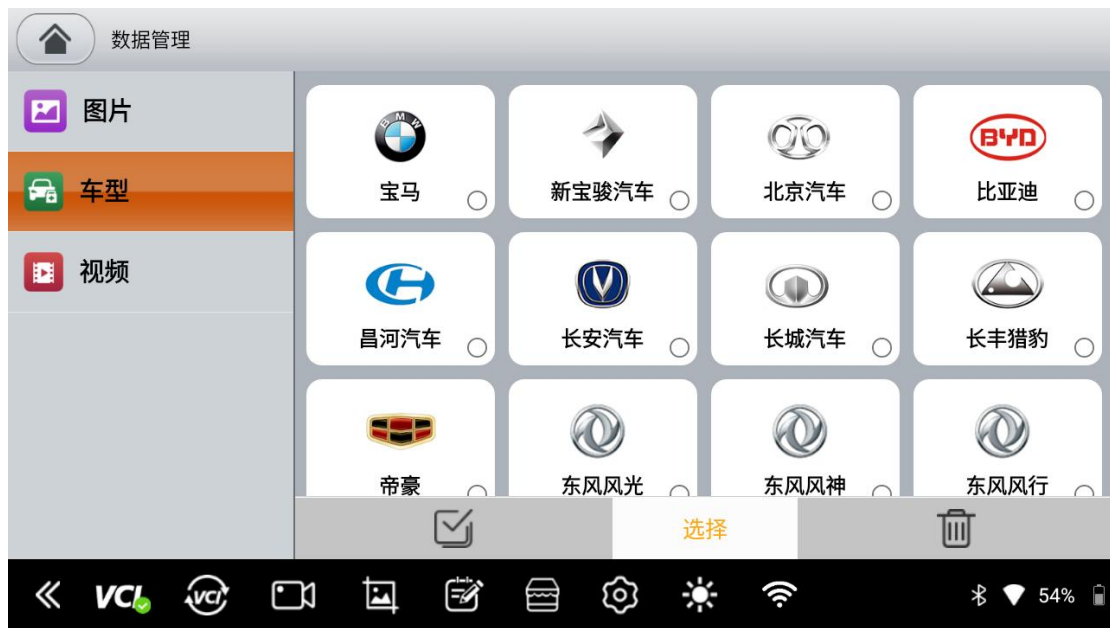 数据管理
图片
车型
视频
BMW
宝马
新宝骏汽车
北京汽车
BYD
比亚迪
昌河汽车
长安汽车
长城汽车
长丰猎豹
帝豪
东风风光
东风风神
东风风行
选择
VCI
VCI
54%